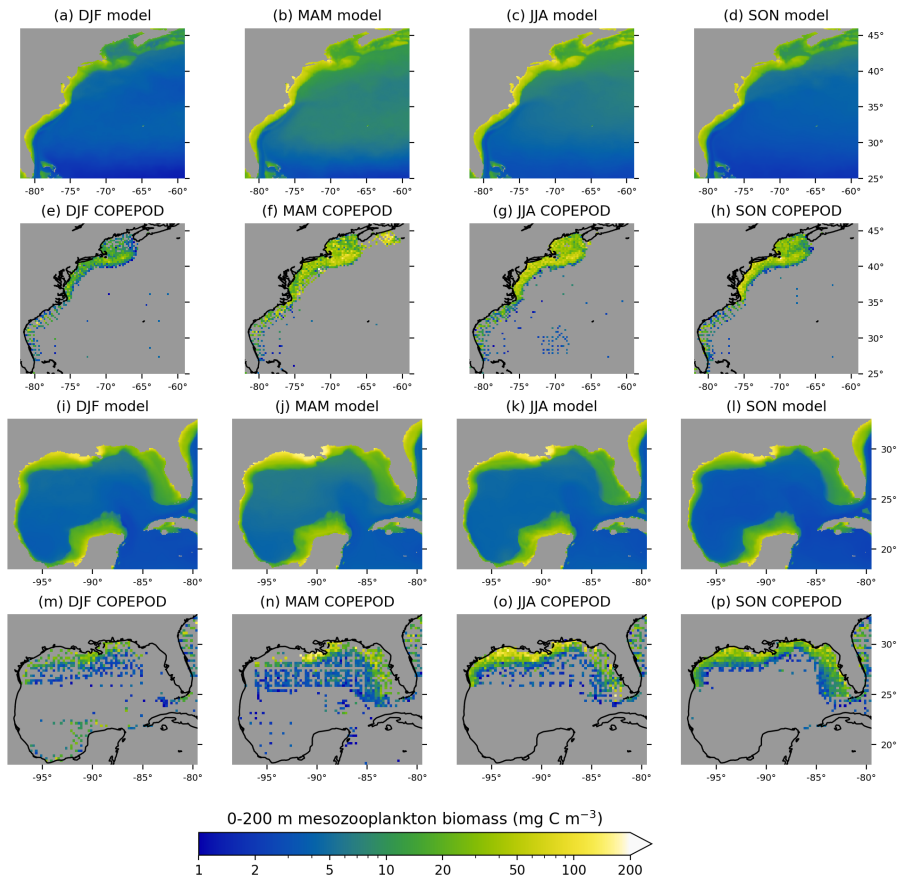 (a) DJF model (b) MAM model (c) JJA model (d) SON model
45°
40°
35°
30°
25°
-80° -75° -70° -65° -60° -80° -75° -70° -65° -60° -80° -75° -70° -65° -60° -80° -75° -70° -65° -60°
(e) DJF COPEPOD (f) MAM COPEPOD (g) JJA COPEPOD (h) SON COPEPOD
45°
40°
35°
30°
25°
-80° -75° -70° -65° -60° -80° -75° -70° -65° -60° -80° -75° -70° -65° -60° -80° -75° -70° -65° -60°
(i) DJF model (j) MAM model (k) JJA model (l) SON model
30°
25°
20°
-95° -90° -85° -80° -95° -90° -85° -80° -95° -90° -85° -80° -95° -90° -85° -80°
(m) DJF COPEPOD (n) MAM COPEPOD (o) JJA COPEPOD (p) SON COPEPOD
30°
25°
20°
-95° -90° -85° -80° -95° -90° -85° -80° -95° -90° -85° -80° -95° -90° -85° -80°
0-200 m mesozooplankton biomass (mg C m⁻³)
1 2 5 10 20 50 100 200